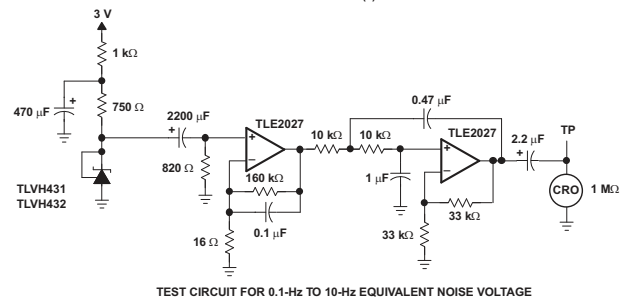 3 V
1 kΩ
470 μF
+
750 Ω
2200 μF
+
820 Ω
TLVH431
TLVH432
TLE2027
+
−
160 kΩ
0.1 μF
16 Ω
10 kΩ
10 kΩ
0.47 μF
1 μF
TLE2027
+
−
33 kΩ
33 kΩ
2.2 μF
+
TP
CRO
1 MΩ
TEST CIRCUIT FOR 0.1-Hz TO 10-Hz EQUIVALENT NOISE VOLTAGE